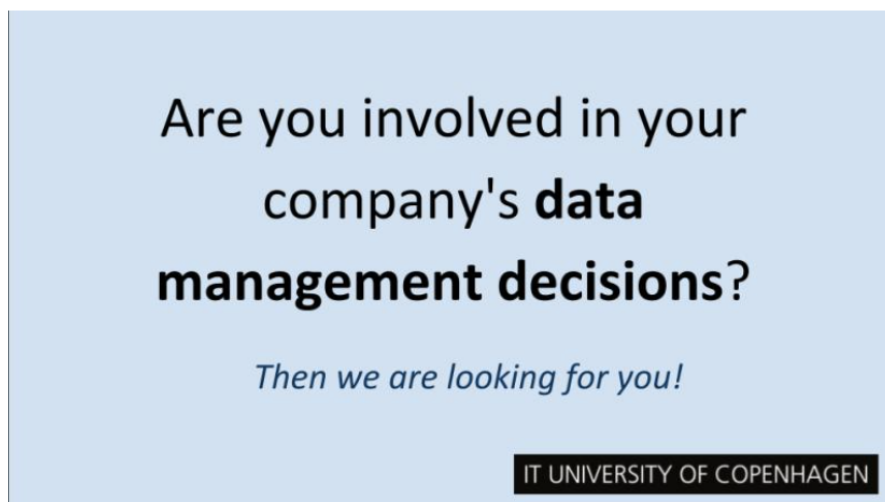 Are you involved in your
company's data
management decisions?
Then we are looking for you!
IT UNIVERSITY OF COPENHAGEN